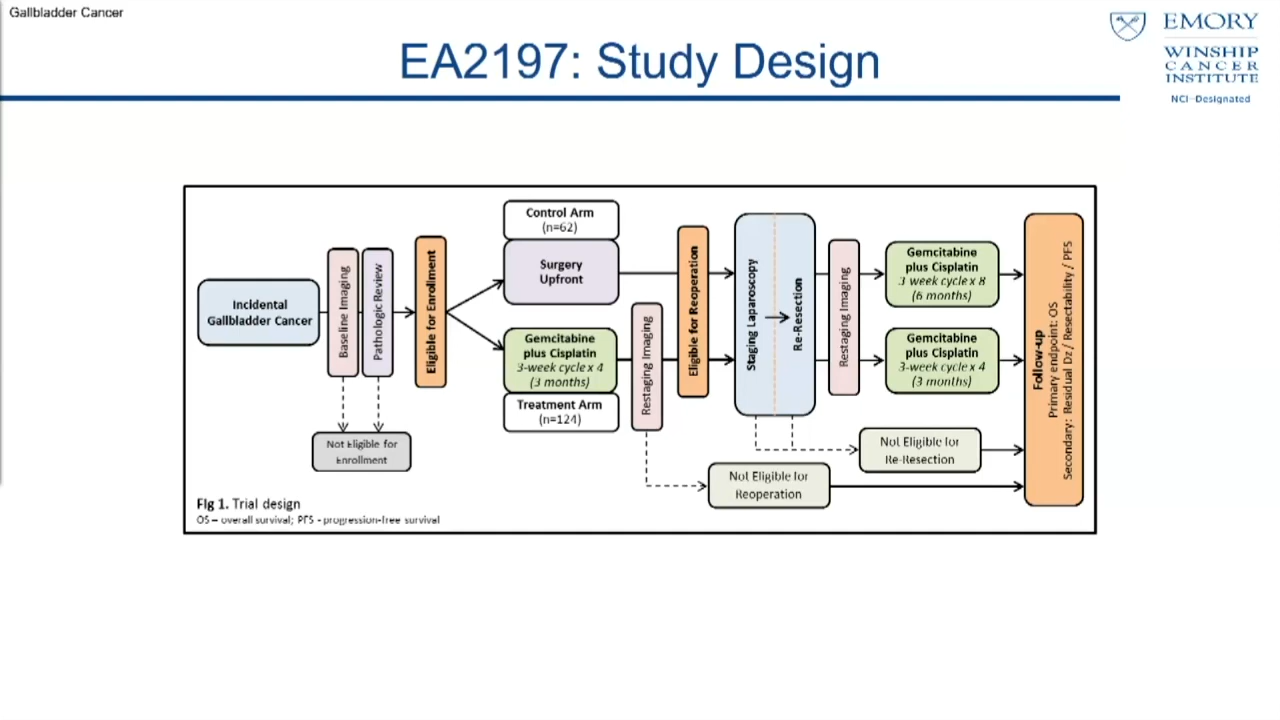 Gallbladder Cancer
EA2197: Study Design
EMORY
WINSHIP
CANCER
INSTITUTE
NCI-Designated
Incidental
Gallbladder Cancer
Baseline Imaging
Pathologic Review
Not Eligible for
Enrollment
Eligible for Enrollment
Control Arm
(n=62)
Surgery
Upfront
Gemcitabine
plus Cisplatin
3-week cycle x 4
(3 months)
Treatment Arm
(n=124)
Restaging Imaging
Eligible for Reoperation
Not Eligible for
Reoperation
Staging Laparoscopy
Re-Resection
Restaging Imaging
Gemcitabine
plus Cisplatin
3 week cycle x 8
(6 months)
Gemcitabine
plus Cisplatin
3-week cycle x 4
(3 months)
Not Eligible for
Re-Resection
Follow-up
Primary endpoint: OS
Secondary: Residual Dz / Resectability / PFS
Fig 1. Trial design
OS – overall survival; PFS - progression-free survival